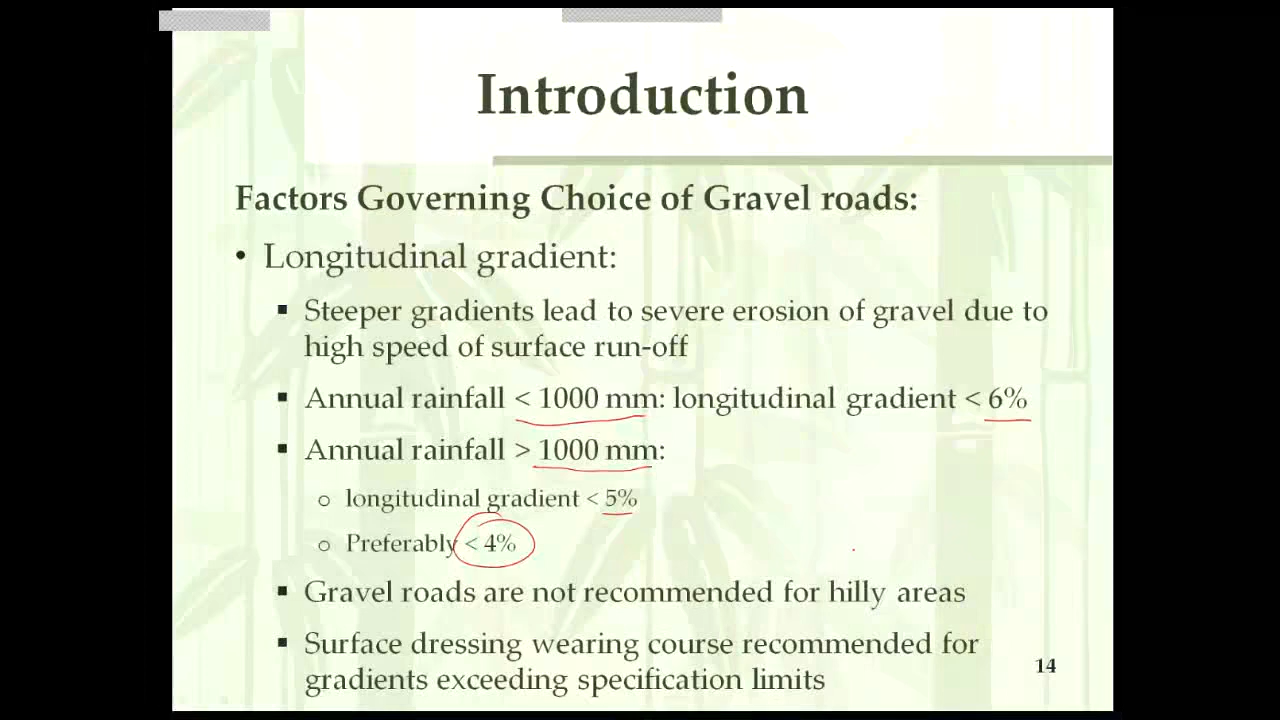 Introduction
Factors Governing Choice of Gravel roads:
• Longitudinal gradient:
▪ Steeper gradients lead to severe erosion of gravel due to
high speed of surface run-off
▪ Annual rainfall < 1000 mm: longitudinal gradient < 6%
▪ Annual rainfall > 1000 mm:
o longitudinal gradient < 5%
o Preferably < 4%
▪ Gravel roads are not recommended for hilly areas
▪ Surface dressing wearing course recommended for
gradients exceeding specification limits
14